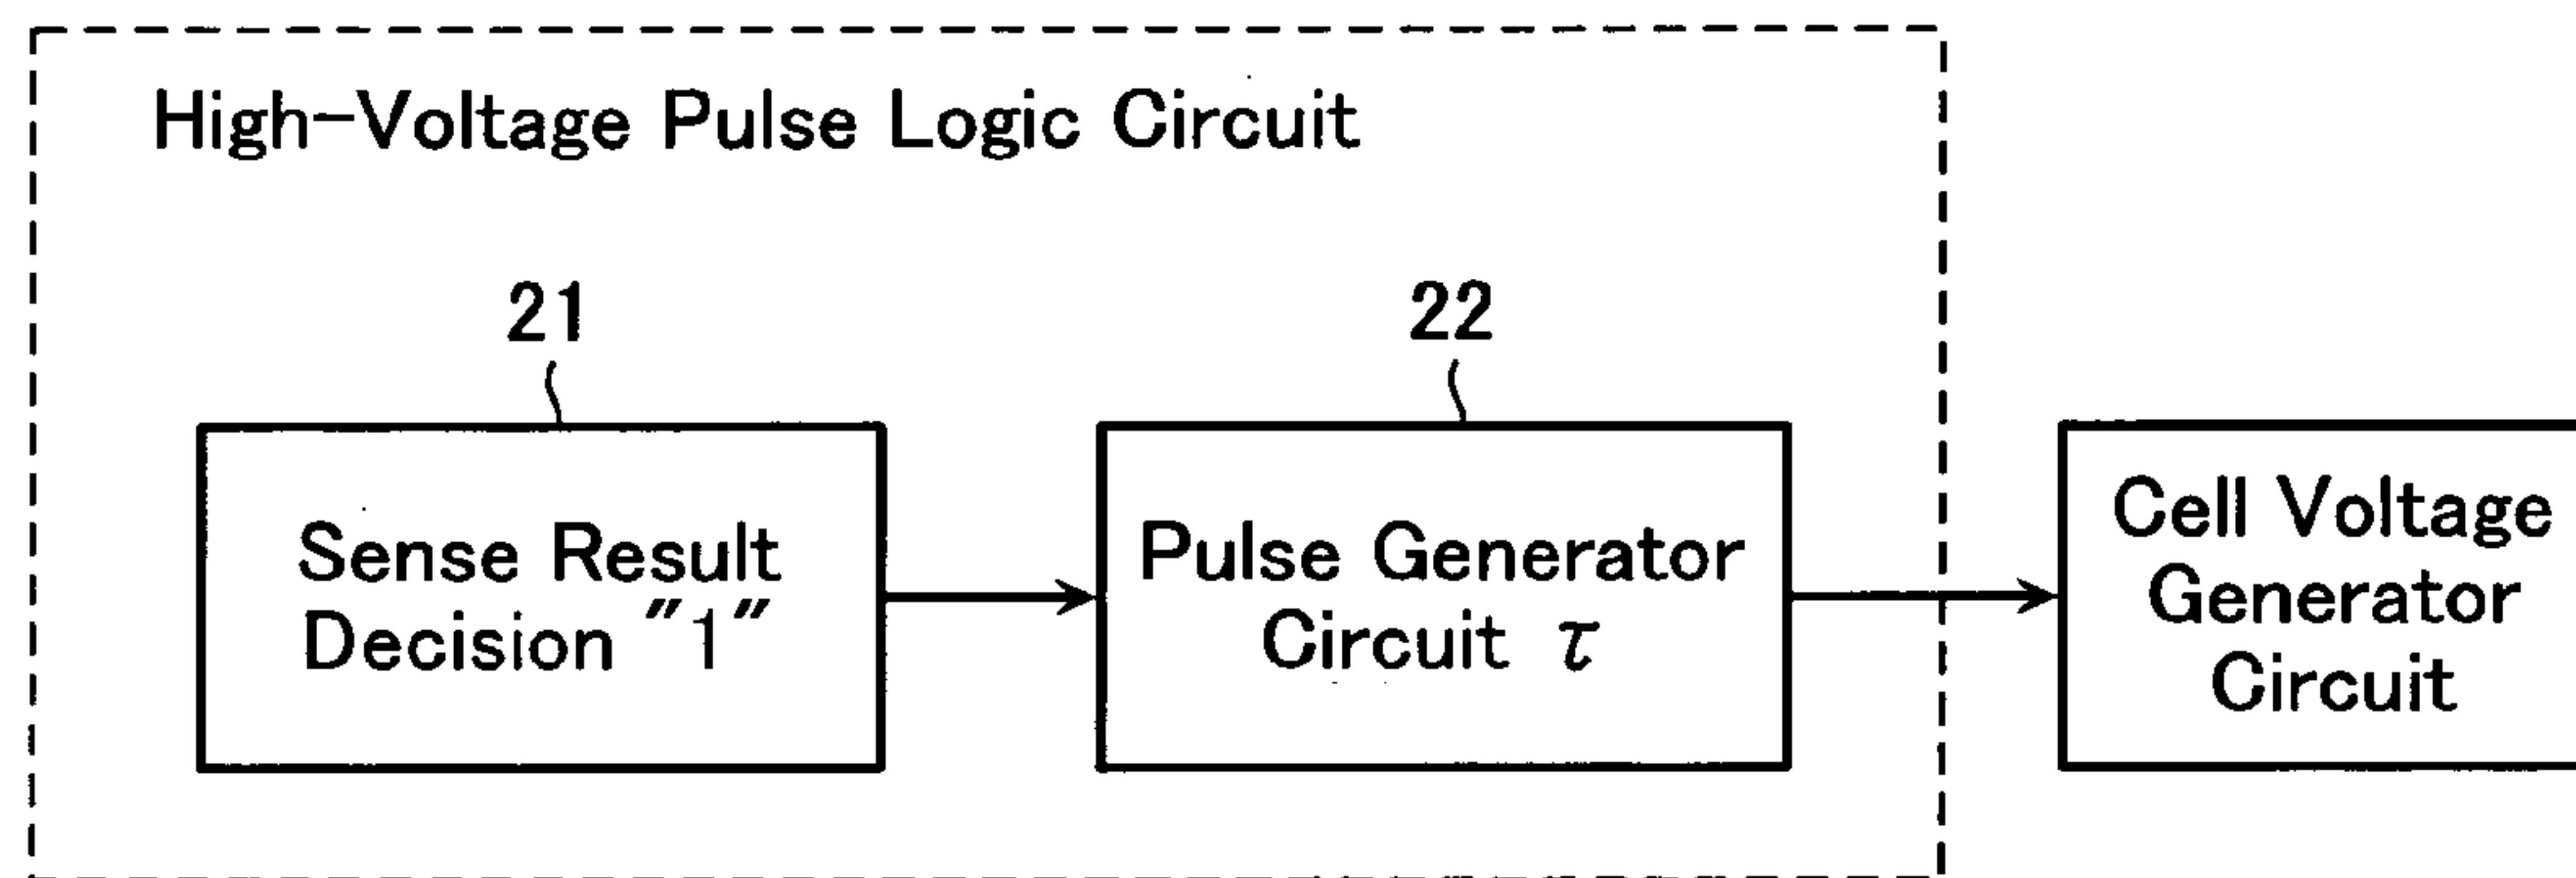 High-Voltage Pulse Logic Circuit
21
22
Sense Result
Decision "1"
Pulse Generator
Circuit τ
Cell Voltage
Generator
Circuit